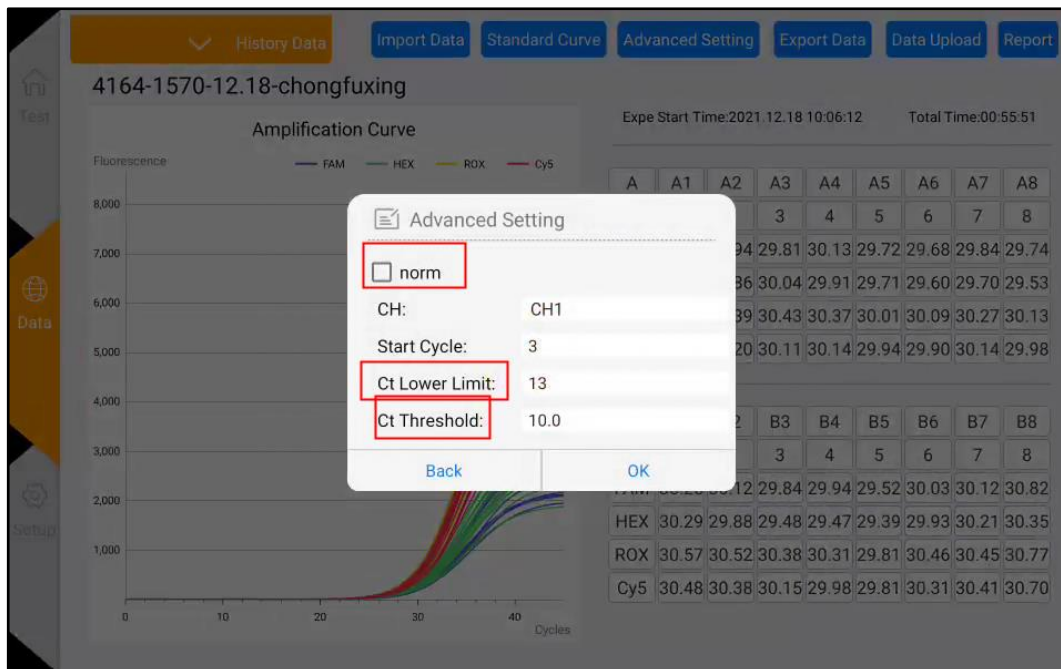 History Data
Import Data
Standard Curve
Advanced Setting
Export Data
Data Upload
Report
Test
Data
Setup
4164-1570-12.18-chongfuxing
Amplification Curve
Fluorescence
FAM HEX ROX Cy5
8,000
7,000
6,000
5,000
4,000
3,000
2,000
1,000
0 10 20 30 40
Cycles
Advanced Setting
norm
CH: CH1
Start Cycle: 3
Ct Lower Limit: 13
Ct Threshold: 10.0
Back OK
Expe Start Time:2021.12.18 10:06:12 Total Time:00:55:51
A A1 A2 A3 A4 A5 A6 A7 A8
3 4 5 6 7 8
94 29.81 30.13 29.72 29.68 29.84 29.74
36 30.04 29.91 29.71 29.60 29.70 29.53
39 30.43 30.37 30.01 30.09 30.27 30.13
20 30.11 30.14 29.94 29.90 30.14 29.98
B3 B4 B5 B6 B7 B8
3 4 5 6 7 8
12 29.84 29.94 29.52 30.03 30.12 30.82
HEX 30.29 29.88 29.48 29.47 29.39 29.93 30.21 30.35
ROX 30.57 30.52 30.38 30.31 29.81 30.46 30.45 30.77
Cy5 30.48 30.38 30.15 29.98 29.81 30.31 30.41 30.70